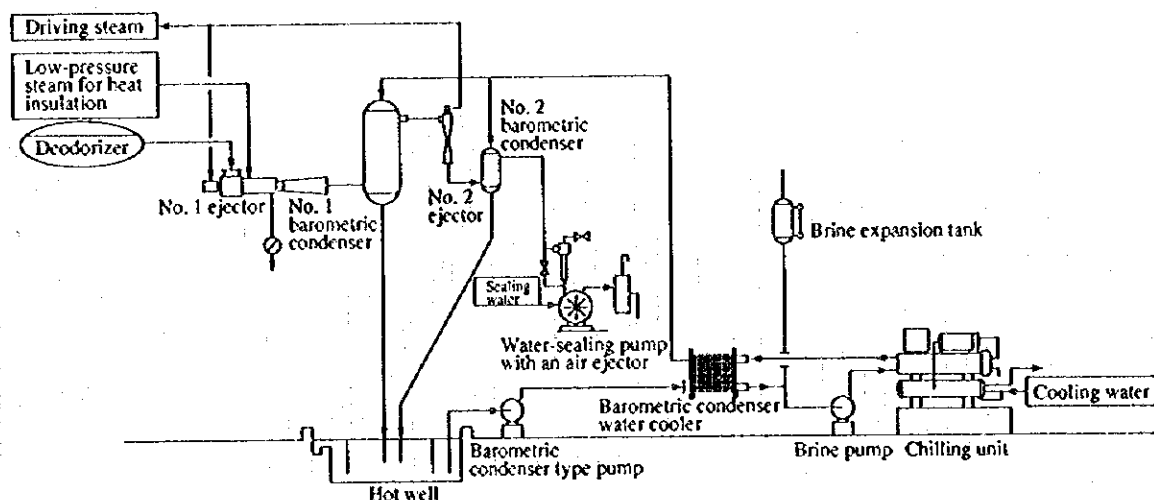 Driving steam
Low-pressure
steam for heat
insulation
Deodorizer
No. 1 ejector
No. 1
barometric
condenser
No. 2
ejector
No. 2
barometric
condenser
Sealing
water
Water-sealing pump
with an air ejector
Brine expansion tank
Barometric condenser
water cooler
Cooling water
Brine pump
Chilling unit
Barometric
condenser type pump
Hot well